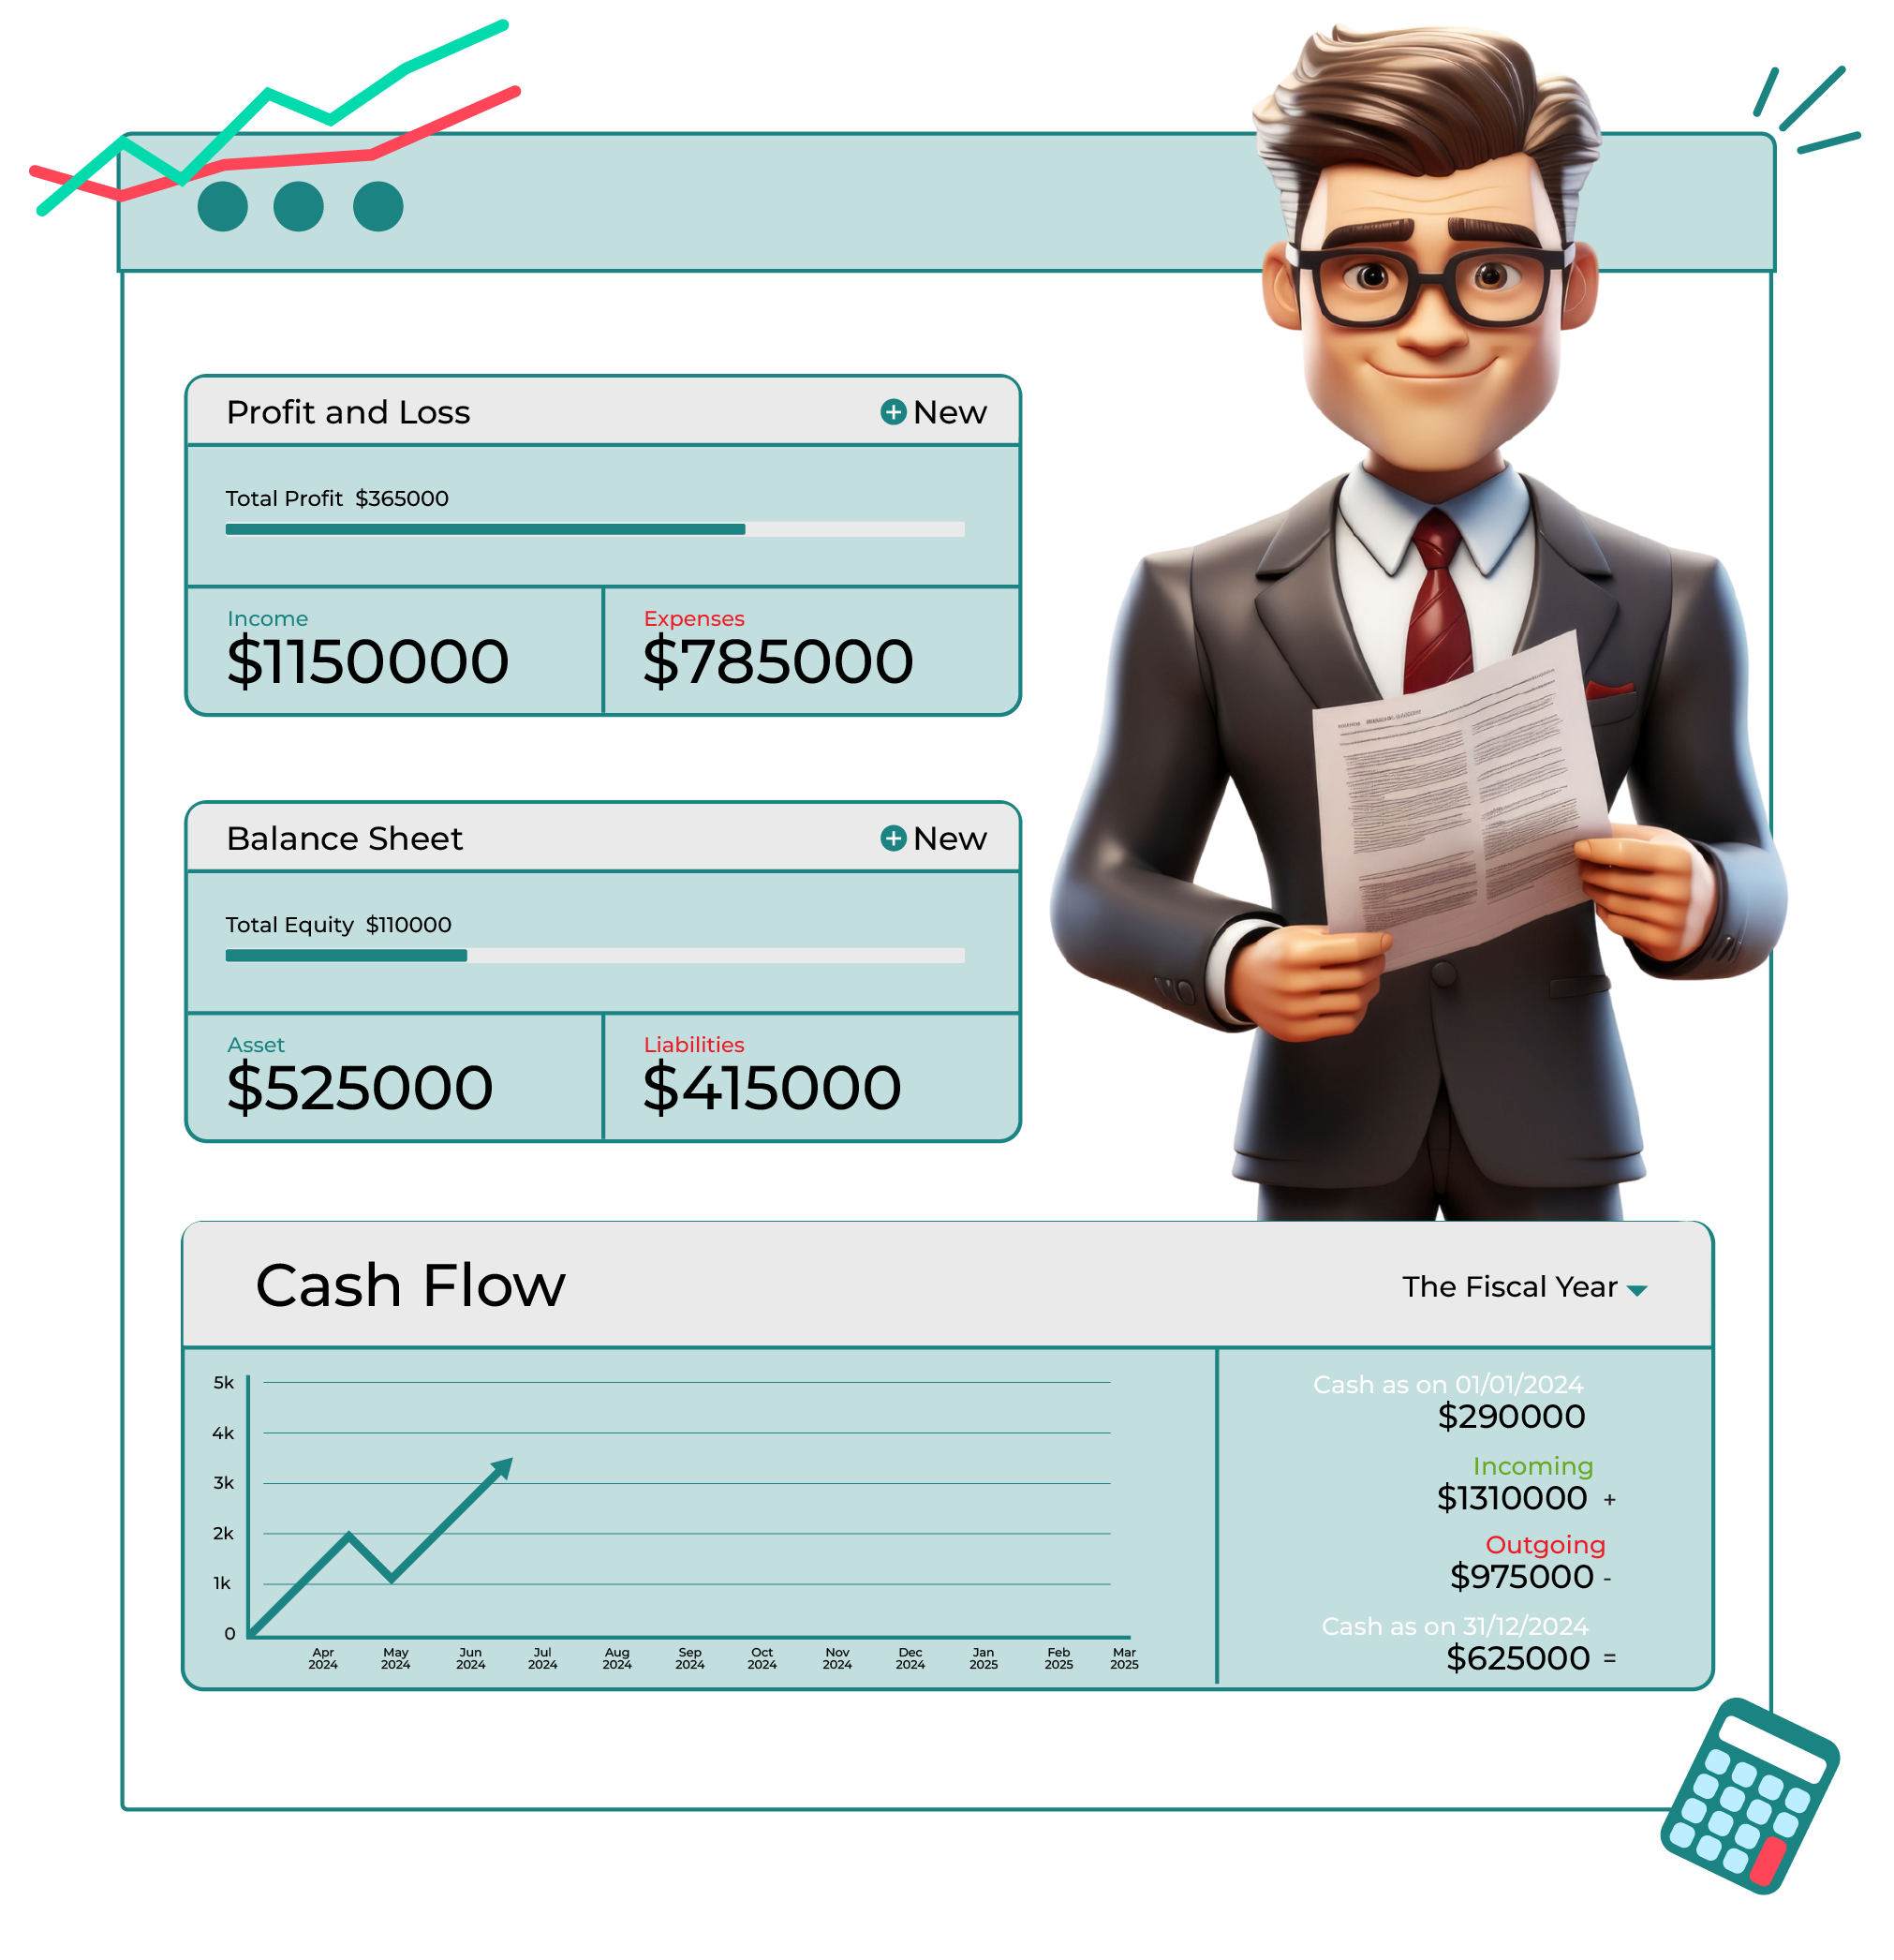 Profit and Loss
New
Total Profit $365000
Income
$1150000
Expenses
$785000
Balance Sheet
New
Total Equity $110000
Asset
$525000
Liabilities
$415000
Cash Flow
The Fiscal Year
5k
4k
3k
2k
1k
0
Apr
2024
May
2024
Jun
2024
Jul
2024
Aug
2024
Sep
2024
Oct
2024
Nov
2024
Dec
2024
Jan
2025
Feb
2025
Mar
2025
Cash as on 01/01/2024
$290000
Incoming
$1310000 +
Outgoing
$975000 -
Cash as on 31/12/2024
$625000 =